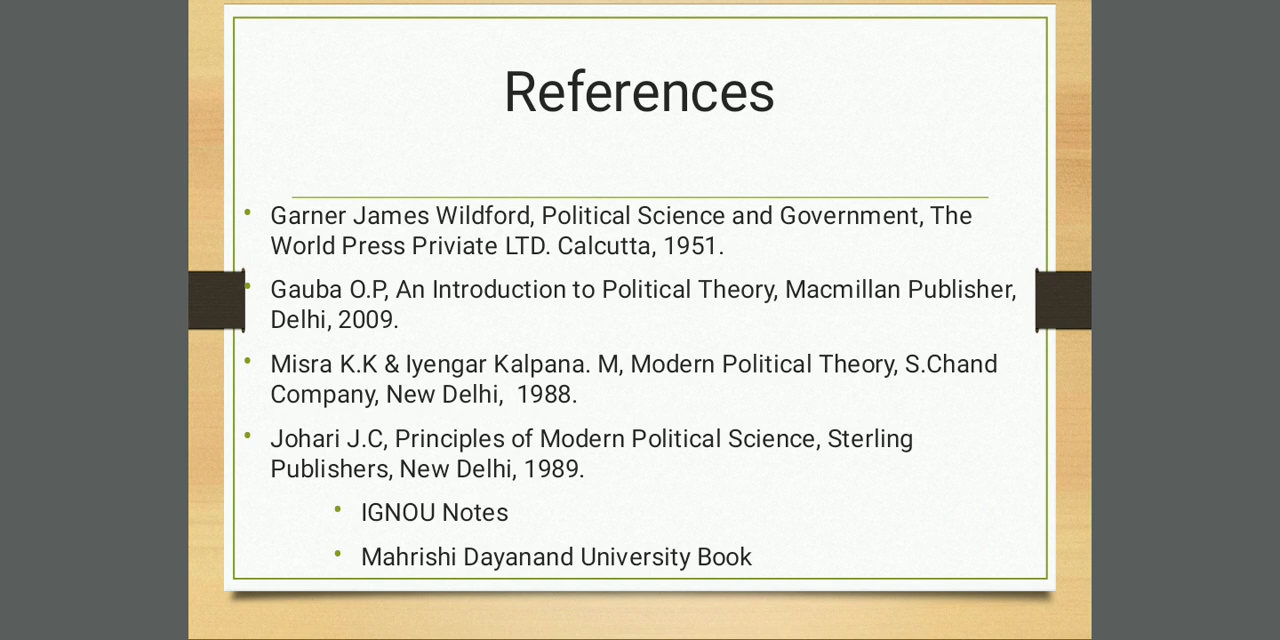 References
• Garner James Wildford, Political Science and Government, The
World Press Priviate LTD. Calcutta, 1951.
• Gauba O.P, An Introduction to Political Theory, Macmillan Publisher,
Delhi, 2009.
• Misra K.K & Iyengar Kalpana. M, Modern Political Theory, S.Chand
Company, New Delhi,  1988.
• Johari J.C, Principles of Modern Political Science, Sterling
Publishers, New Delhi, 1989.
• IGNOU Notes
• Mahrishi Dayanand University Book